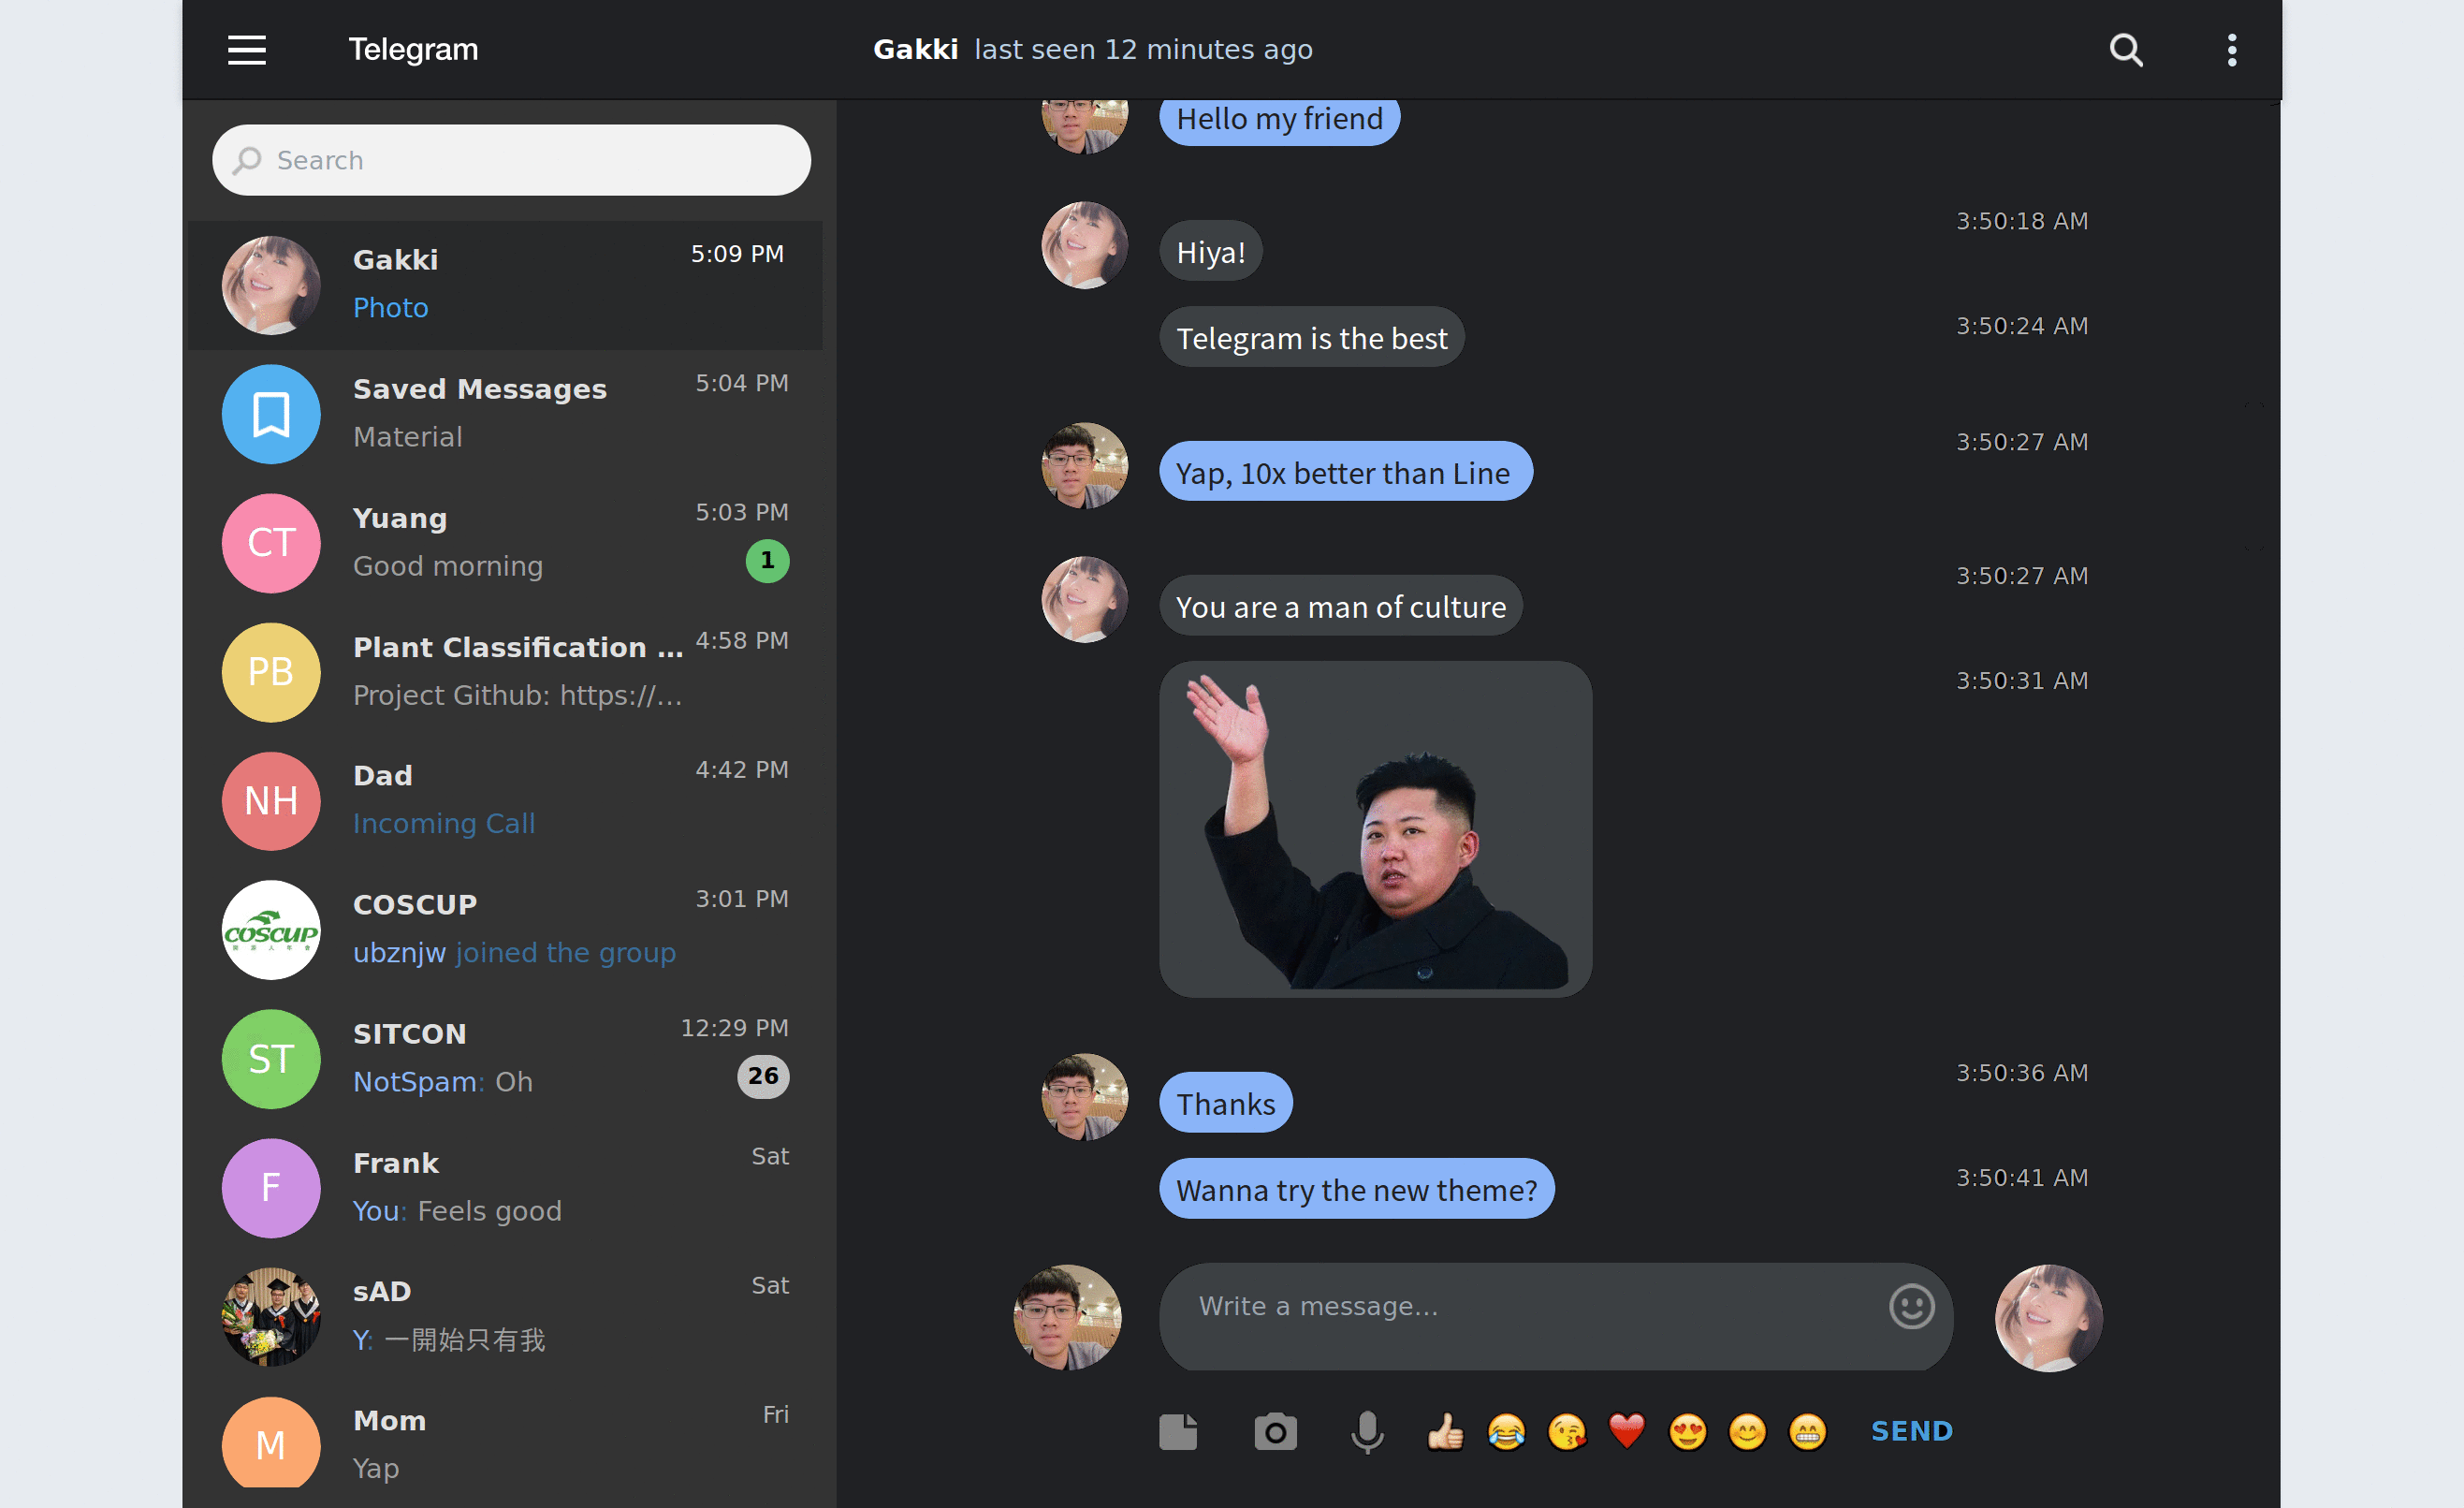 Telegram
Gakki last seen 12 minutes ago
Search
Gakki 5:09 PM
Photo
Saved Messages 5:04 PM
Material
CT
Yuang 5:03 PM
Good morning 1
PB
Plant Classification ... 4:58 PM
Project Github: https://...
NH
Dad 4:42 PM
Incoming Call
COSCUP
COSCUP 3:01 PM
ubznjw joined the group
ST
SITCON 12:29 PM
NotSpam: Oh 26
F
Frank Sat
You: Feels good
sAD Sat
Y: 一開始只有我
M
Mom Fri
Yap
Hello my friend
Hiya! 3:50:18 AM
Telegram is the best 3:50:24 AM
Yap, 10x better than Line 3:50:27 AM
You are a man of culture 3:50:27 AM
3:50:31 AM
Thanks 3:50:36 AM
Wanna try the new theme? 3:50:41 AM
Write a message...
SEND